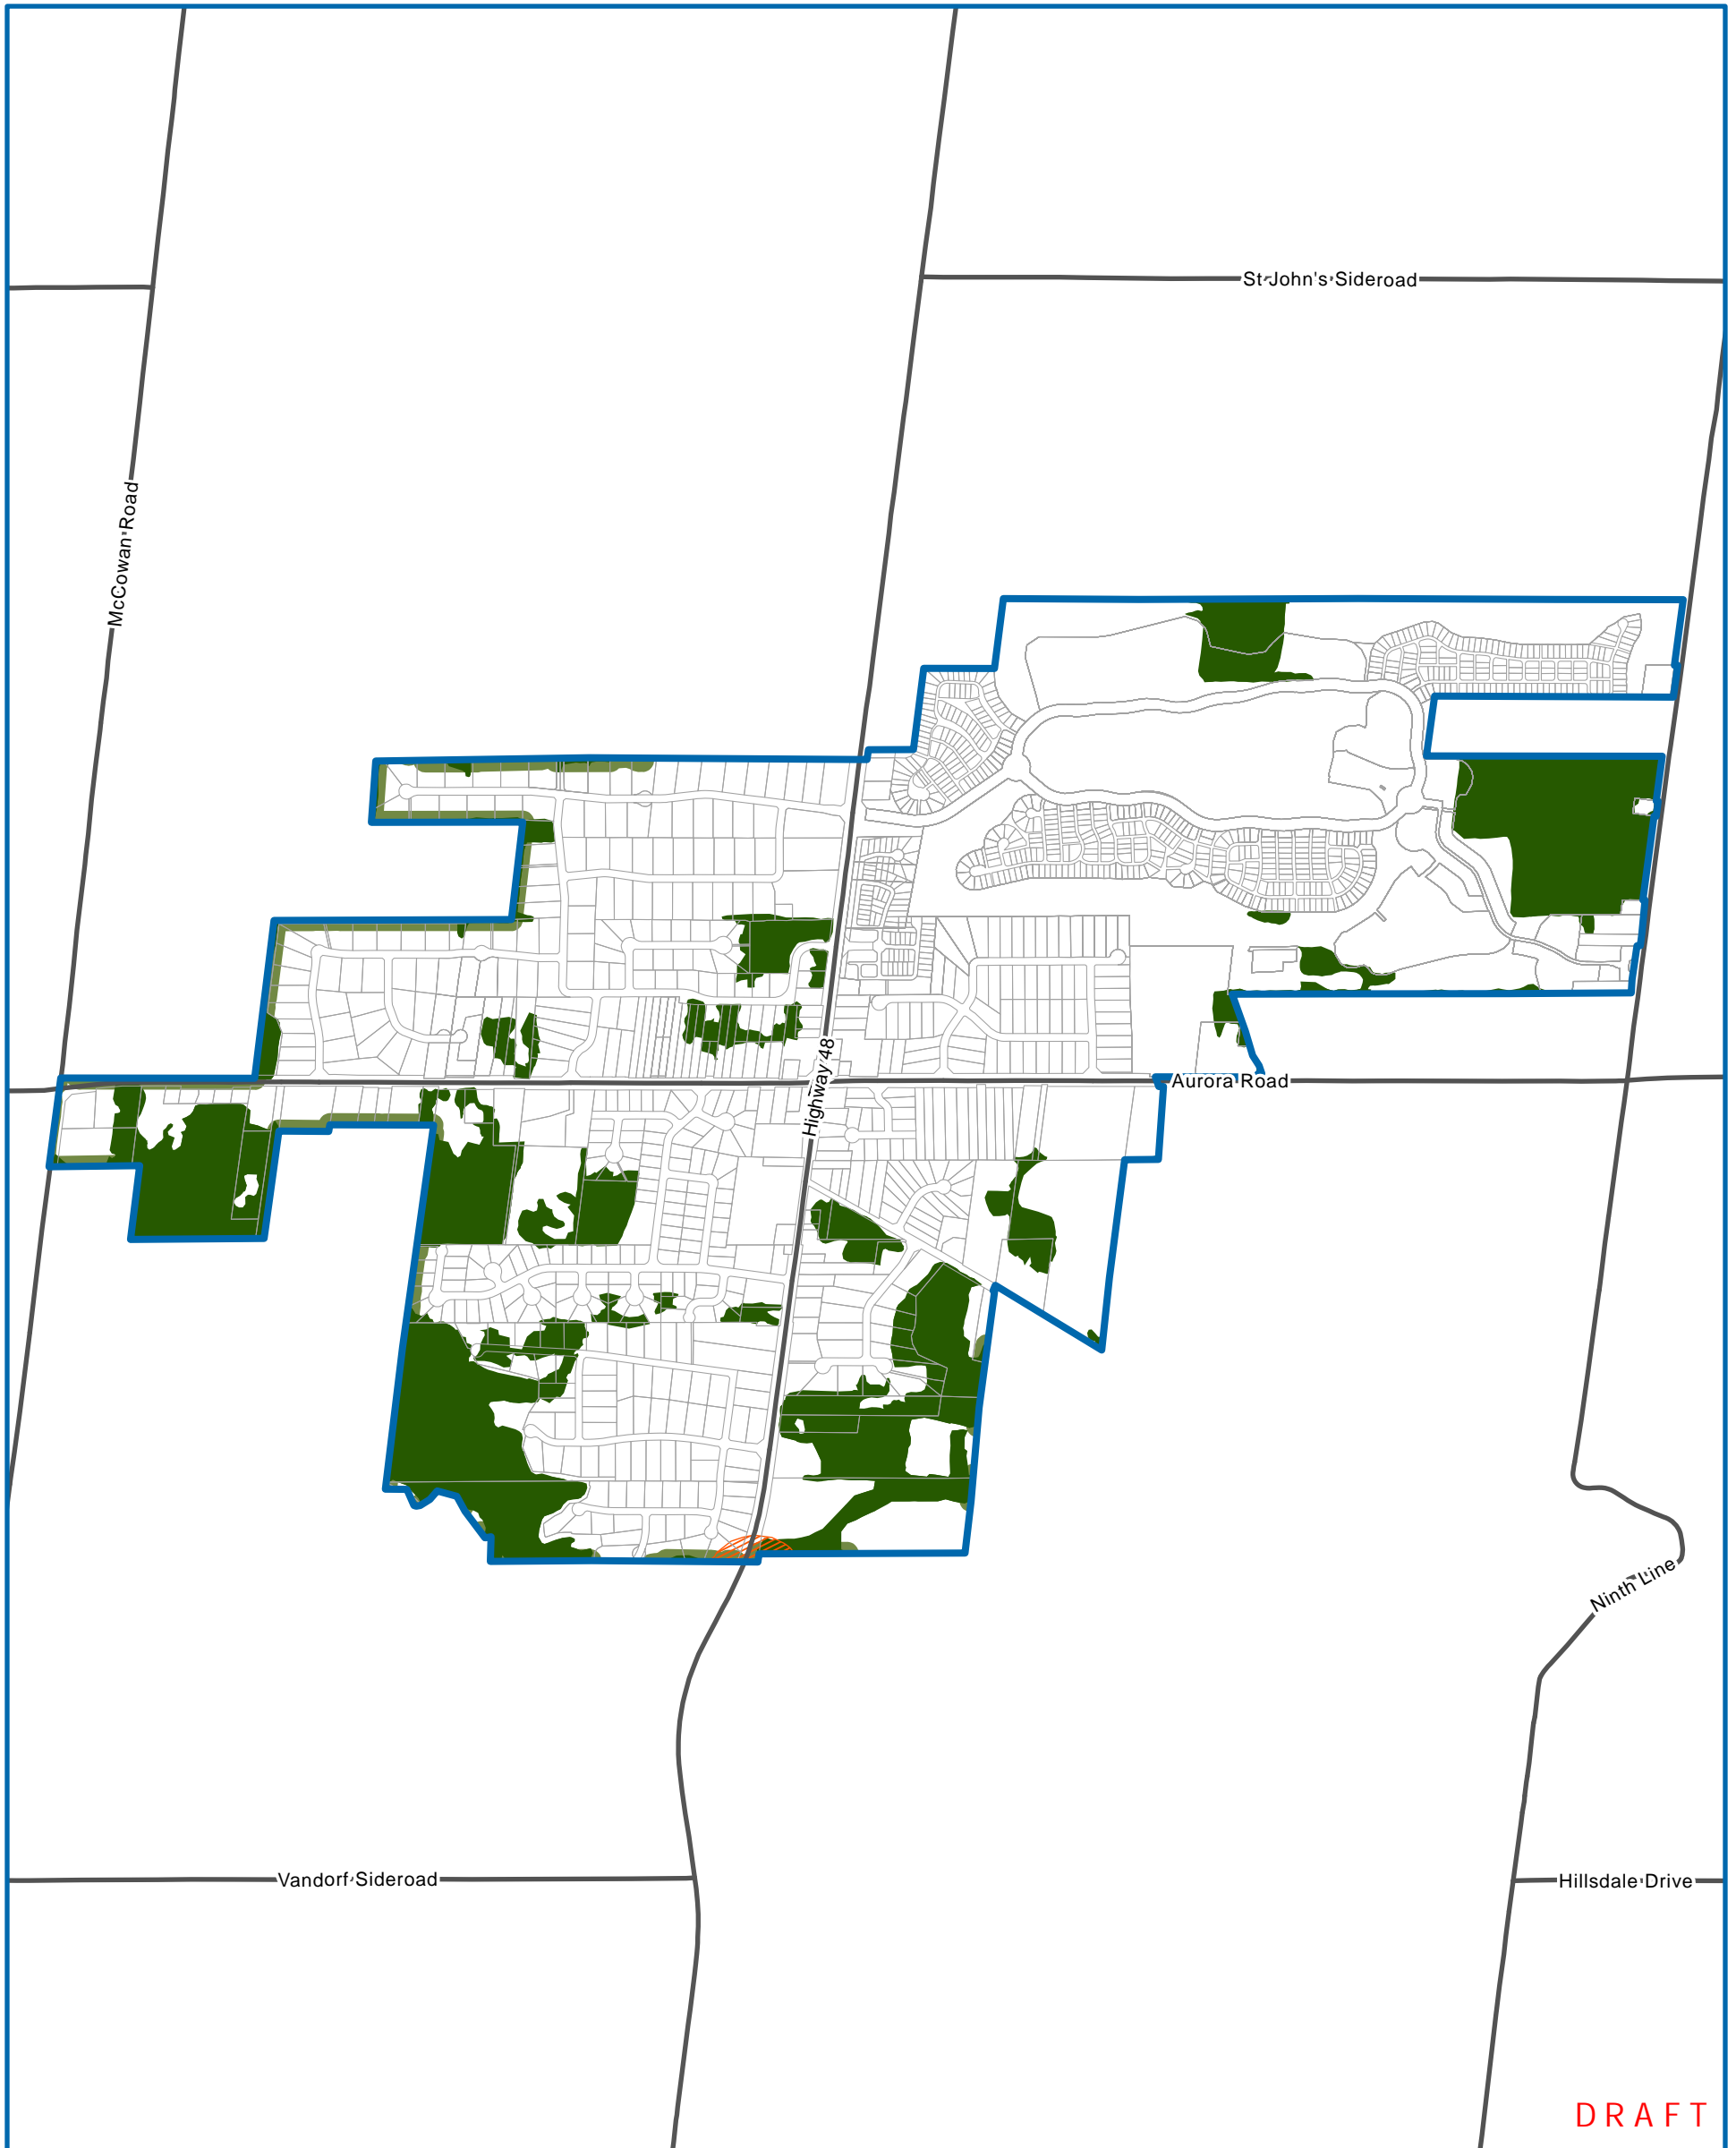 St John's Sideroad
McCowan Road
Highway 48
Aurora Road
Ninth Line
Vandorf Sideroad
Hillsdale Drive
DRAFT